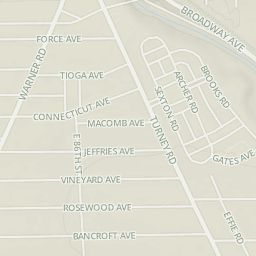 BROADWAY AVE
FORCE AVE
WARNER RD
TIOGA AVE
ARCHER RD
BROOKS RD
SEXTON RD
CONNECTICUT AVE
MACOMB AVE
TURNEY RD
E 86TH ST
JEFFRIES AVE
GATES AVE
VINEYARD AVE
ROSEWOOD AVE
EFFIE RD
BANCROFT AVE